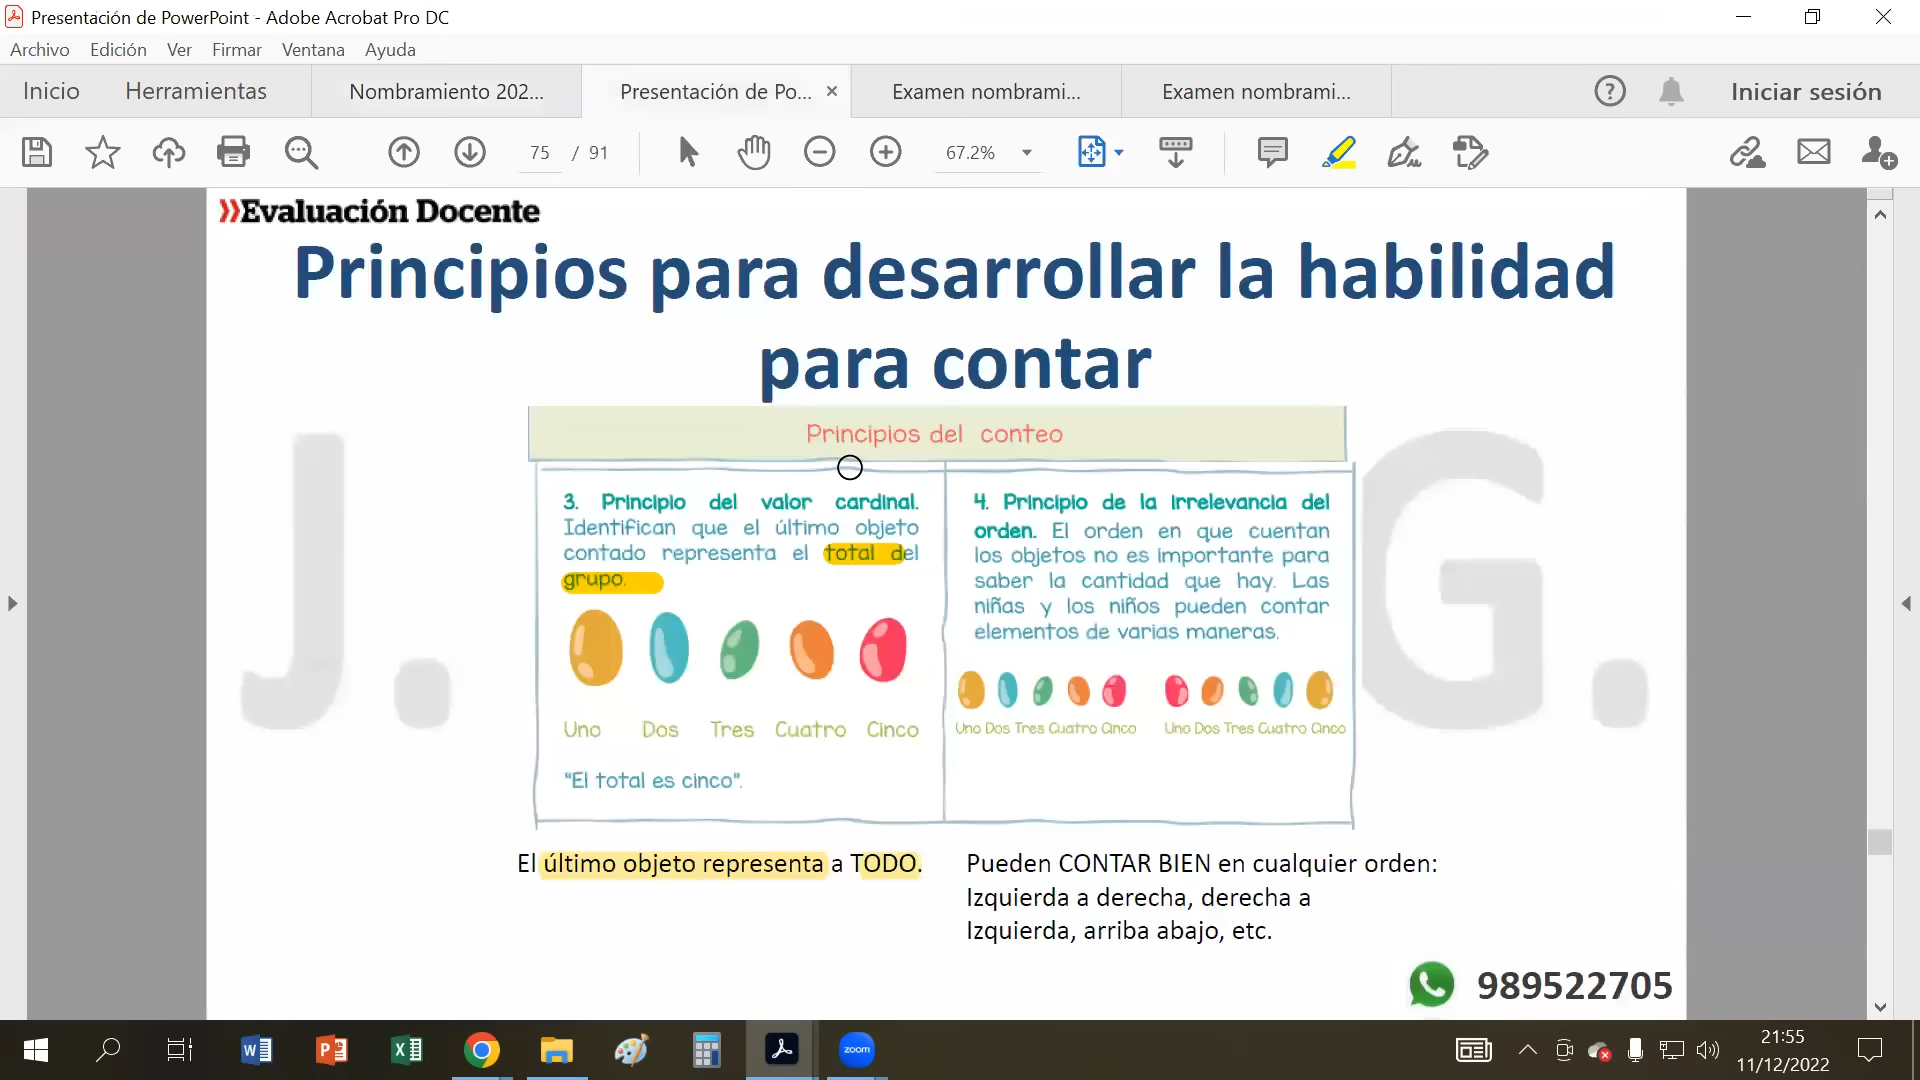 Presentación de PowerPoint - Adobe Acrobat Pro DC
Archivo Edición Ver Firmar Ventana Ayuda
Inicio Herramientas Nombramiento 202... Presentación de Po... Examen nombrami... Examen nombrami... Iniciar sesión
75 / 91 67.2%
Evaluación Docente
Principios para desarrollar la habilidad
para contar
J. G.
Principios del conteo
3. Principio del valor cardinal.
Identifican que el último objeto
contado representa el total del
grupo.
Uno Dos Tres Cuatro Cinco
"El total es cinco".
4. Principio de la irrelevancia del
orden. El orden en que cuentan
los objetos no es importante para
saber la cantidad que hay. Las
niñas y los niños pueden contar
elementos de varias maneras.
Uno Dos Tres Cuatro Cinco Uno Dos Tres Cuatro Cinco
El último objeto representa a TODO.
Pueden CONTAR BIEN en cualquier orden:
Izquierda a derecha, derecha a
Izquierda, arriba abajo, etc.
989522705
zoom
21:55
11/12/2022